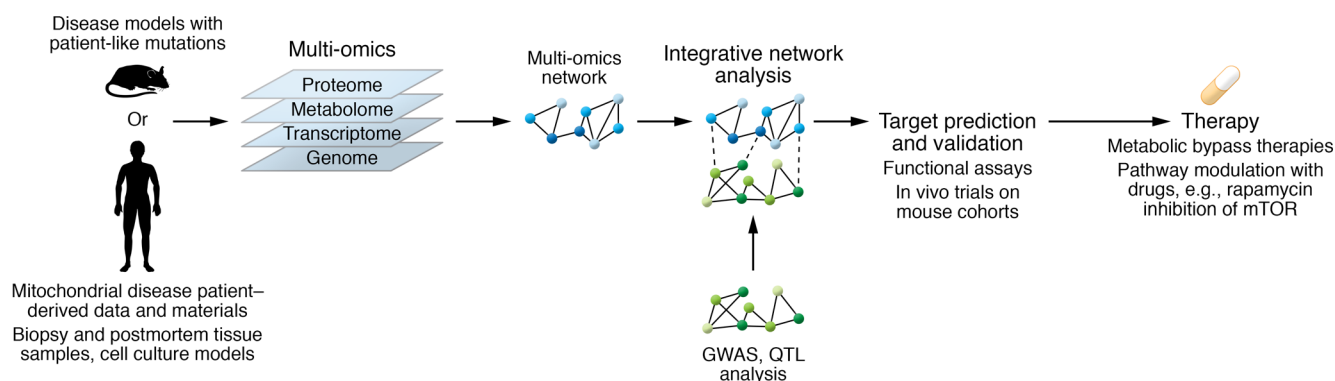 Disease models with
patient-like mutations
Or
Mitochondrial disease patient–
derived data and materials
Biopsy and postmortem tissue
samples, cell culture models
Multi-omics
Proteome
Metabolome
Transcriptome
Genome
Multi-omics
network
Integrative network
analysis
GWAS, QTL
analysis
Target prediction
and validation
Functional assays
In vivo trials on
mouse cohorts
Therapy
Metabolic bypass therapies
Pathway modulation with
drugs, e.g., rapamycin
inhibition of mTOR